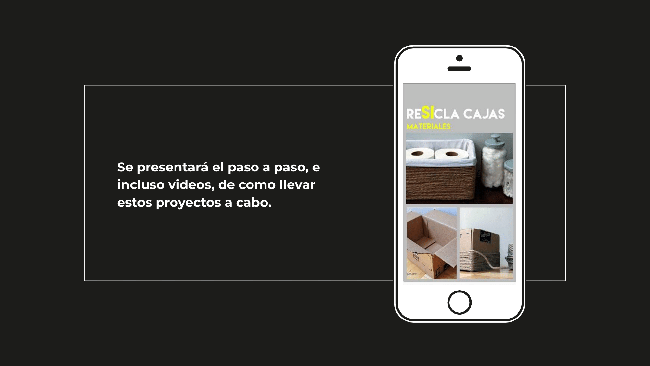 Se presentará el paso a paso, e
incluso videos, de como llevar
estos proyectos a cabo.
RESICLA CAJAS
MATERIALES